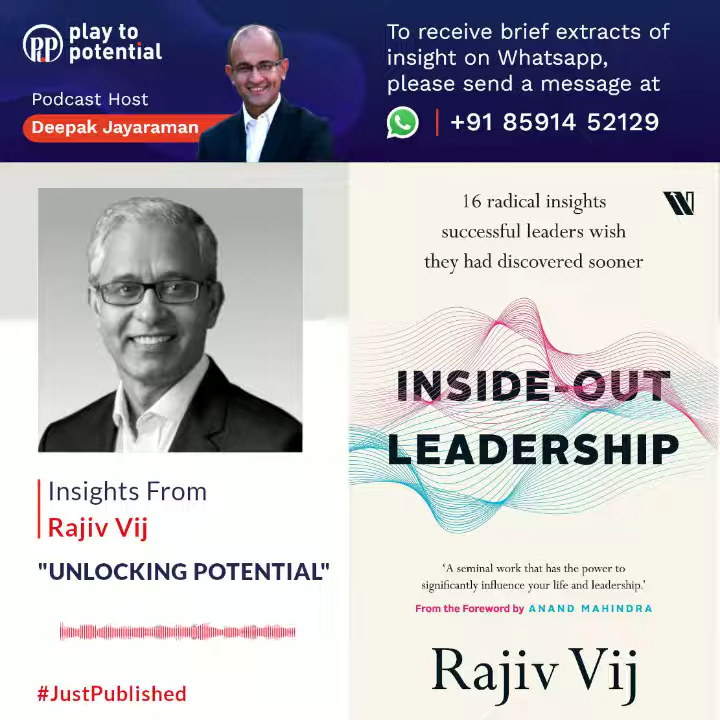 play to
potential
Podcast Host
Deepak Jayaraman
To receive brief extracts of
insight on Whatsapp,
please send a message at
| +91 85914 52129
16 radical insights
successful leaders wish
they had discovered sooner
INSIDE-OUT
LEADERSHIP
'A seminal work that has the power to
significantly influence your life and leadership.'
From the Foreword by ANAND MAHINDRA
Rajiv Vij
Insights From
Rajiv Vij
"UNLOCKING POTENTIAL"
#JustPublished